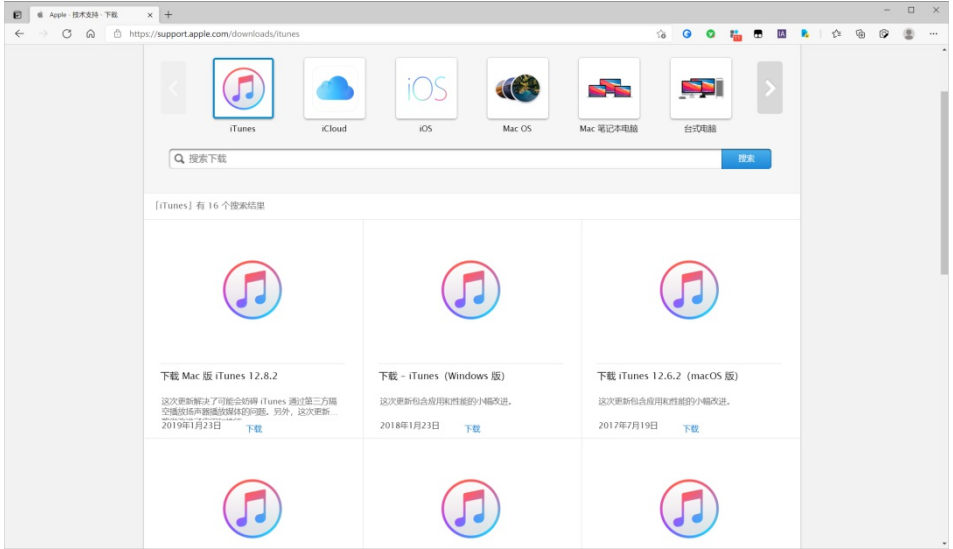 Apple - 技术支持 - 下载
https://support.apple.com/downloads/itunes
iOS
iTunes
iCloud
iOS
Mac OS
Mac 笔记本电脑
台式电脑
搜索下载
搜索
「iTunes」有 16 个搜索结果
下载 Mac 版 iTunes 12.8.2
这次更新解决了可能会妨碍 iTunes 通过第三方隔
空播放扬声器播放媒体的问题。另外，这次更新...
2019年1月23日
下载
下载 – iTunes（Windows 版）
这次更新包含应用和性能的小幅改进。
2018年1月23日
下载
下载 iTunes 12.6.2（macOS 版）
这次更新包含应用和性能的小幅改进。
2017年7月19日
下载